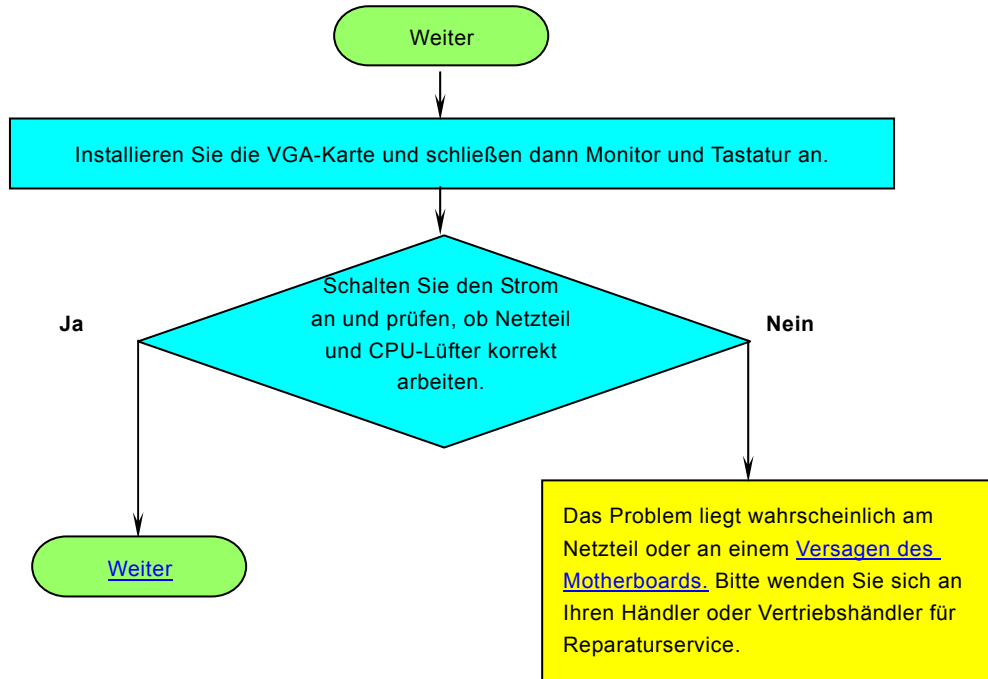 Weiter
Installieren Sie die VGA-Karte und schließen dann Monitor und Tastatur an.
Schalten Sie den Strom
an und prüfen, ob Netzteil
und CPU-Lüfter korrekt
arbeiten.
Ja
Nein
Weiter
Das Problem liegt wahrscheinlich am
Netzteil oder an einem Versagen des
Motherboards. Bitte wenden Sie sich an
Ihren Händler oder Vertriebshändler für
Reparaturservice.